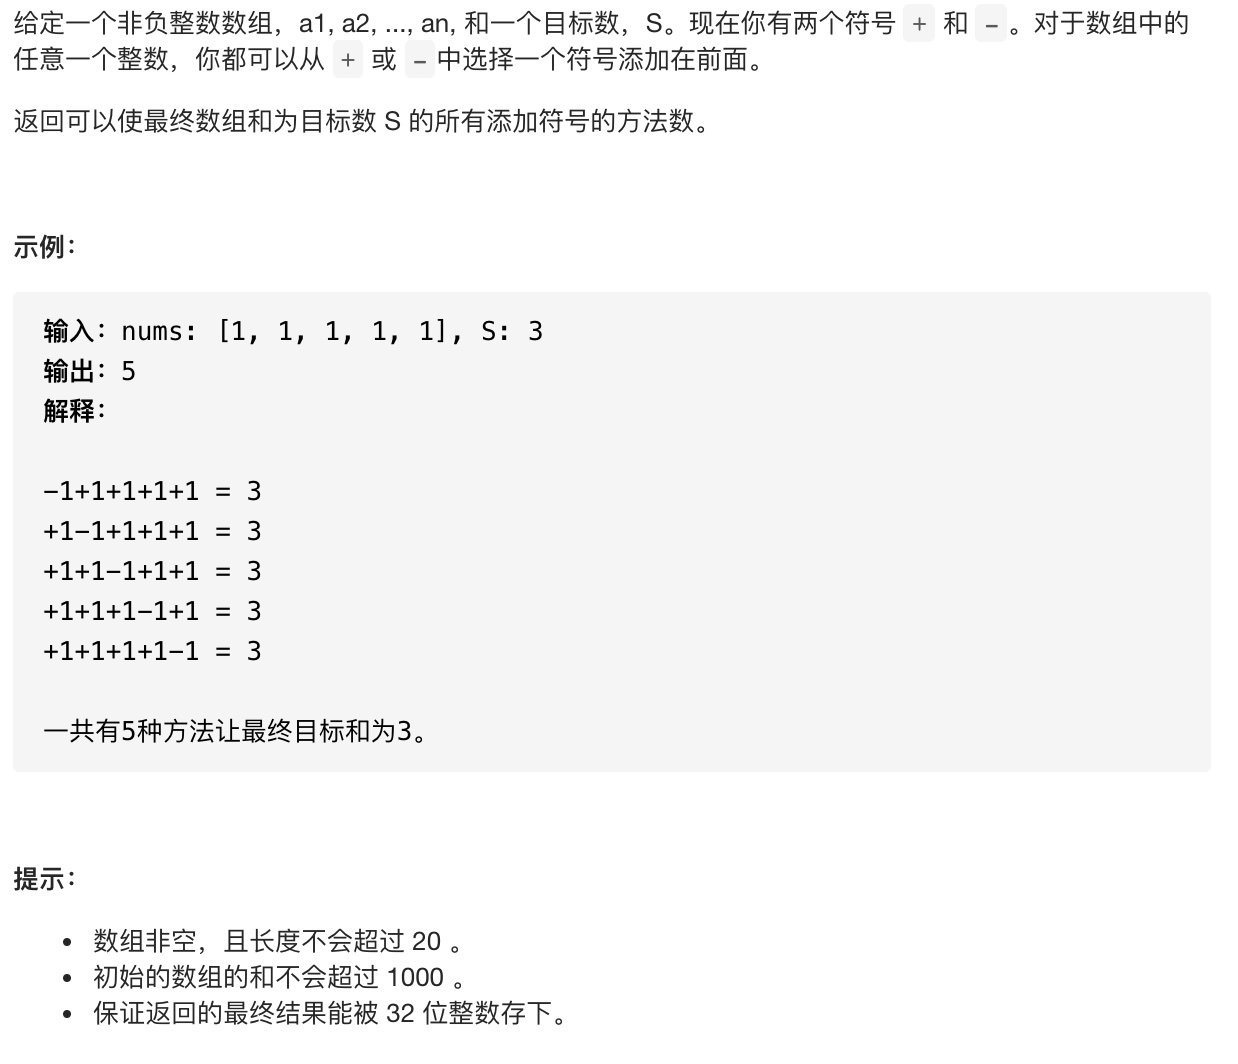 给定一个非负整数数组，a1, a2, ..., an, 和一个目标数，S。现在你有两个符号 + 和 -。对于数组中的
任意一个整数，你都可以从 + 或 -中选择一个符号添加在前面。
返回可以使最终数组和为目标数 S 的所有添加符号的方法数。
示例：
输入：nums: [1, 1, 1, 1, 1], S: 3
输出：5
解释：
-1+1+1+1+1 = 3
+1-1+1+1+1 = 3
+1+1-1+1+1 = 3
+1+1+1-1+1 = 3
+1+1+1+1-1 = 3
一共有5种方法让最终目标和为3。
提示：
• 数组非空，且长度不会超过 20 。
• 初始的数组的和不会超过 1000 。
• 保证返回的最终结果能被 32 位整数存下。